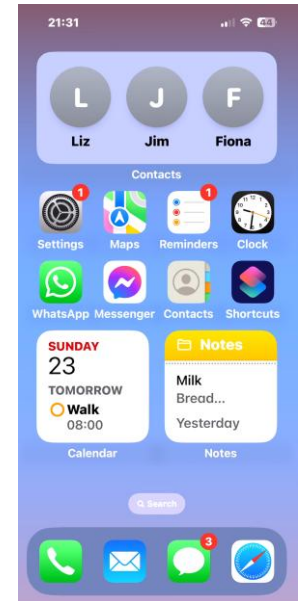 21:31 44
L J F
Liz Jim Fiona
Contacts
1 1
Settings Maps Reminders Clock
WhatsApp Messenger Contacts Shortcuts
SUNDAY
23
TOMORROW
Walk
08:00
Calendar
Notes
Milk
Bread...
Yesterday
Notes
Search
3